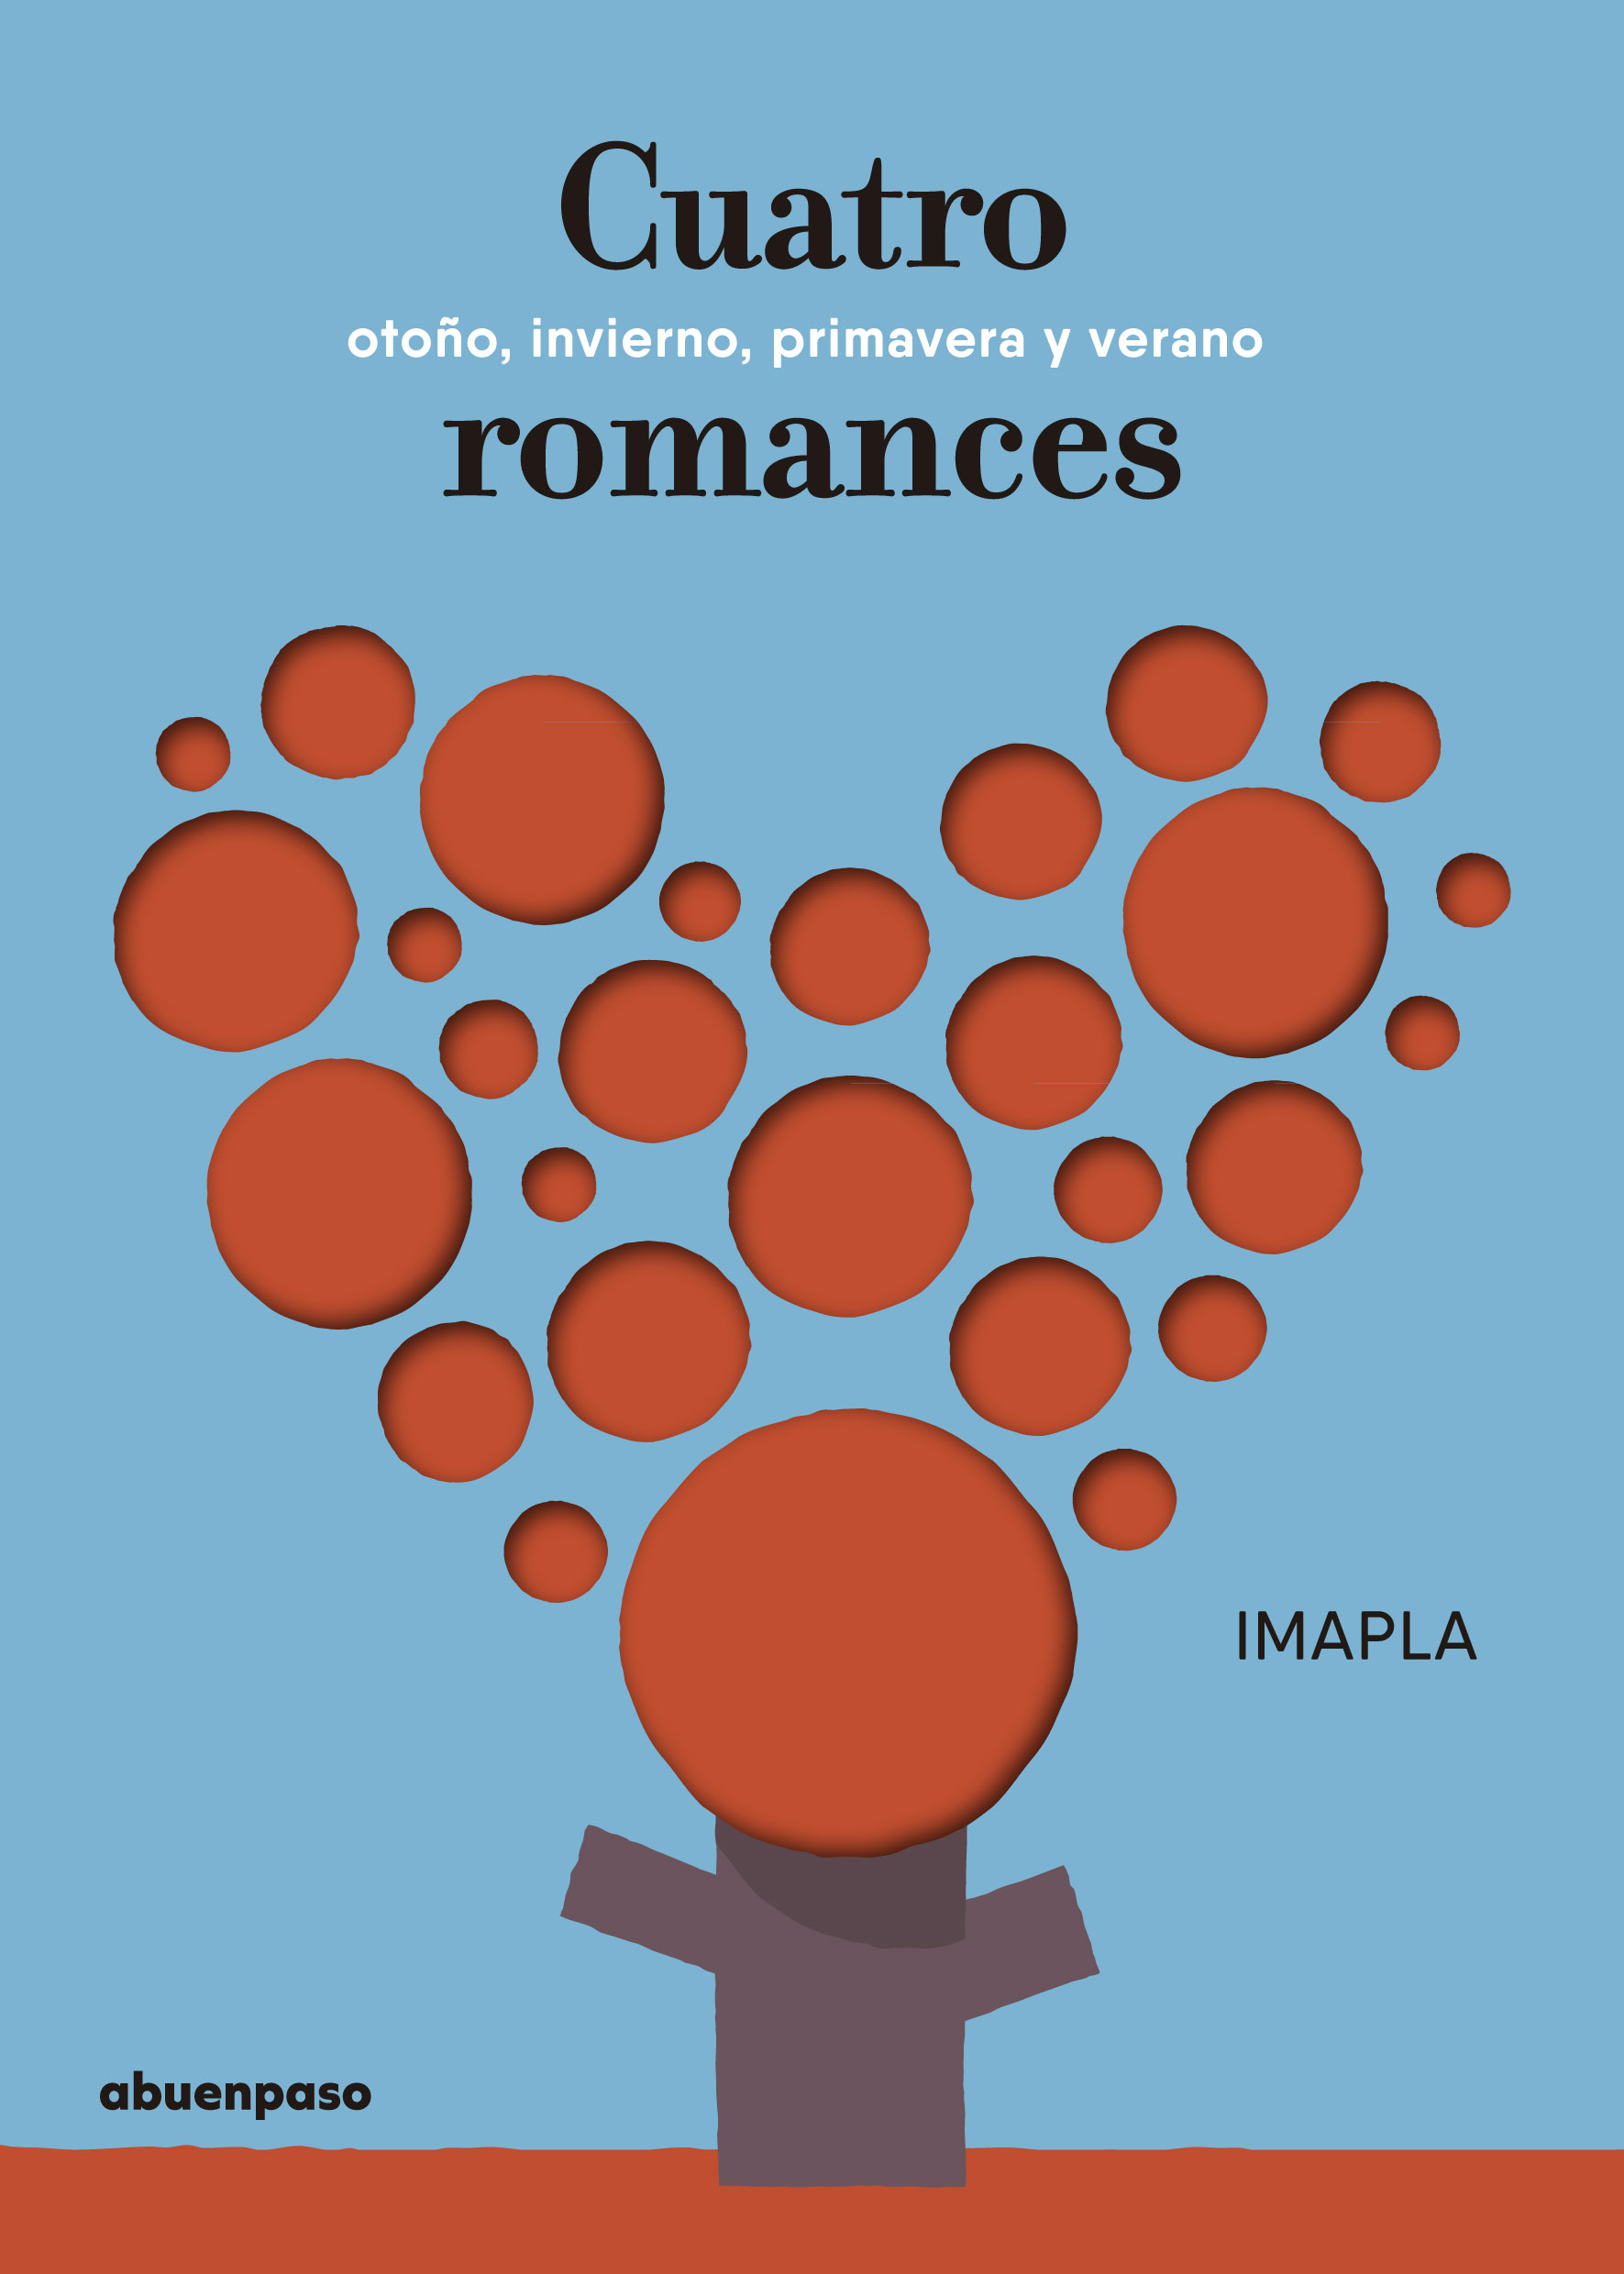 Cuatro
otoño, invierno, primavera y verano
romances
IMAPLA
abuenpaso